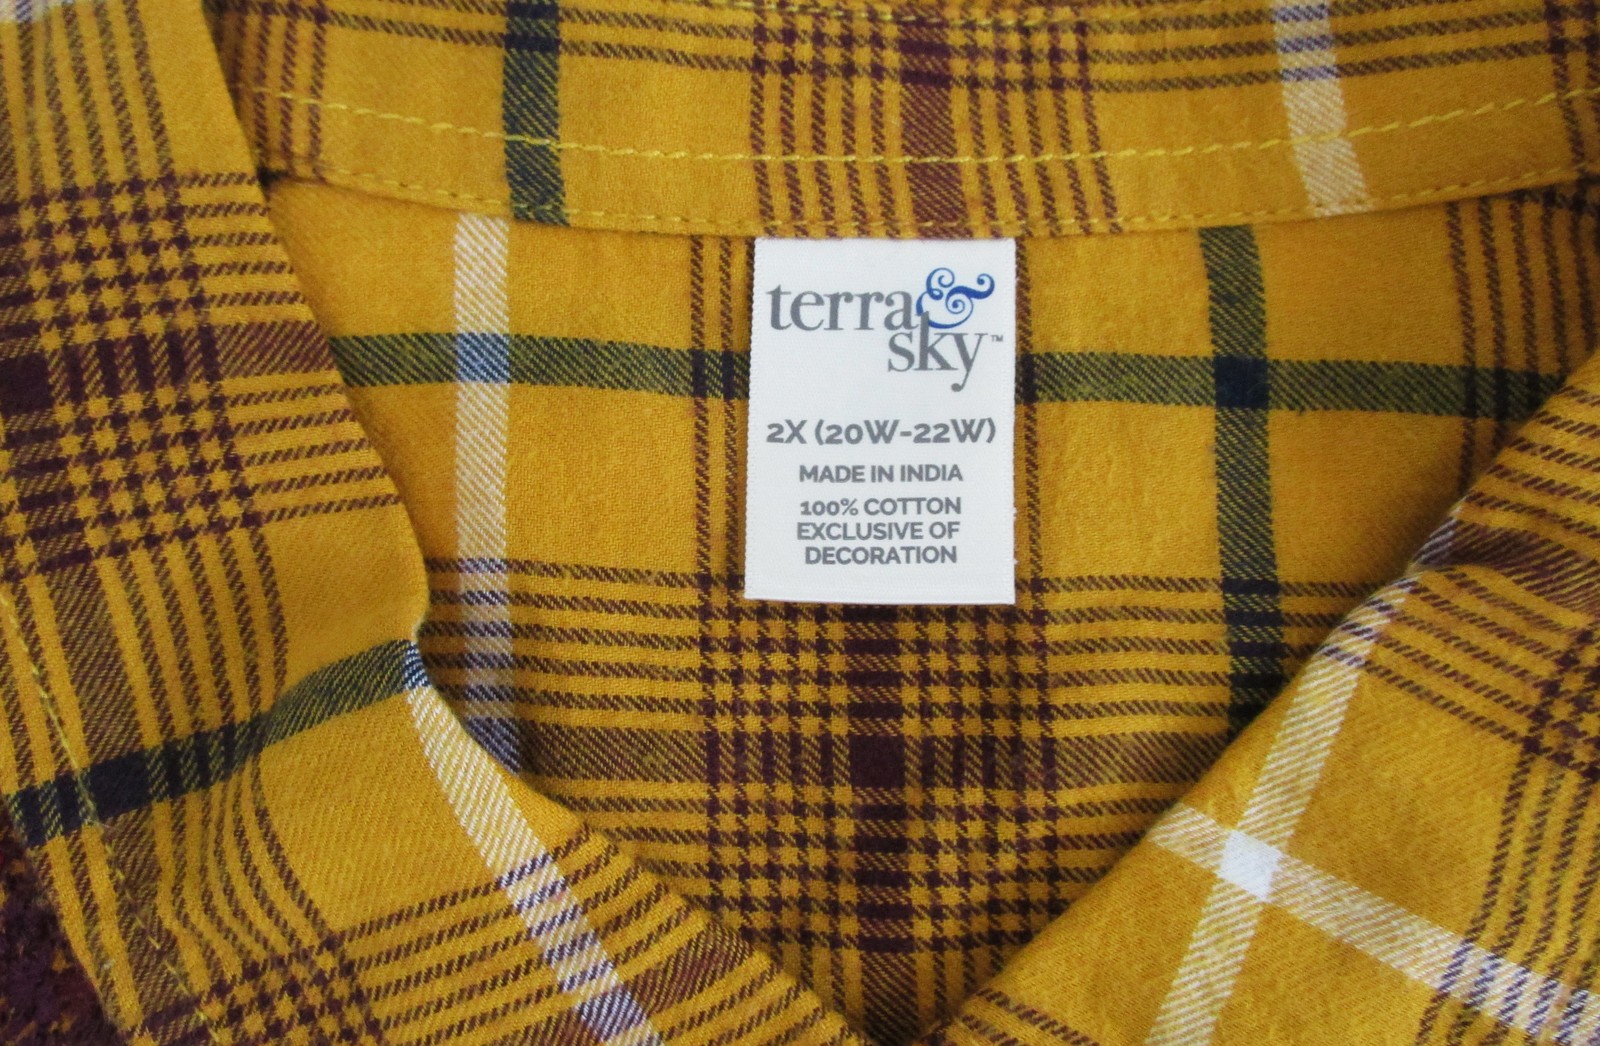 terra &
sky™
2X (20W-22W)
MADE IN INDIA
100% COTTON
EXCLUSIVE OF
DECORATION